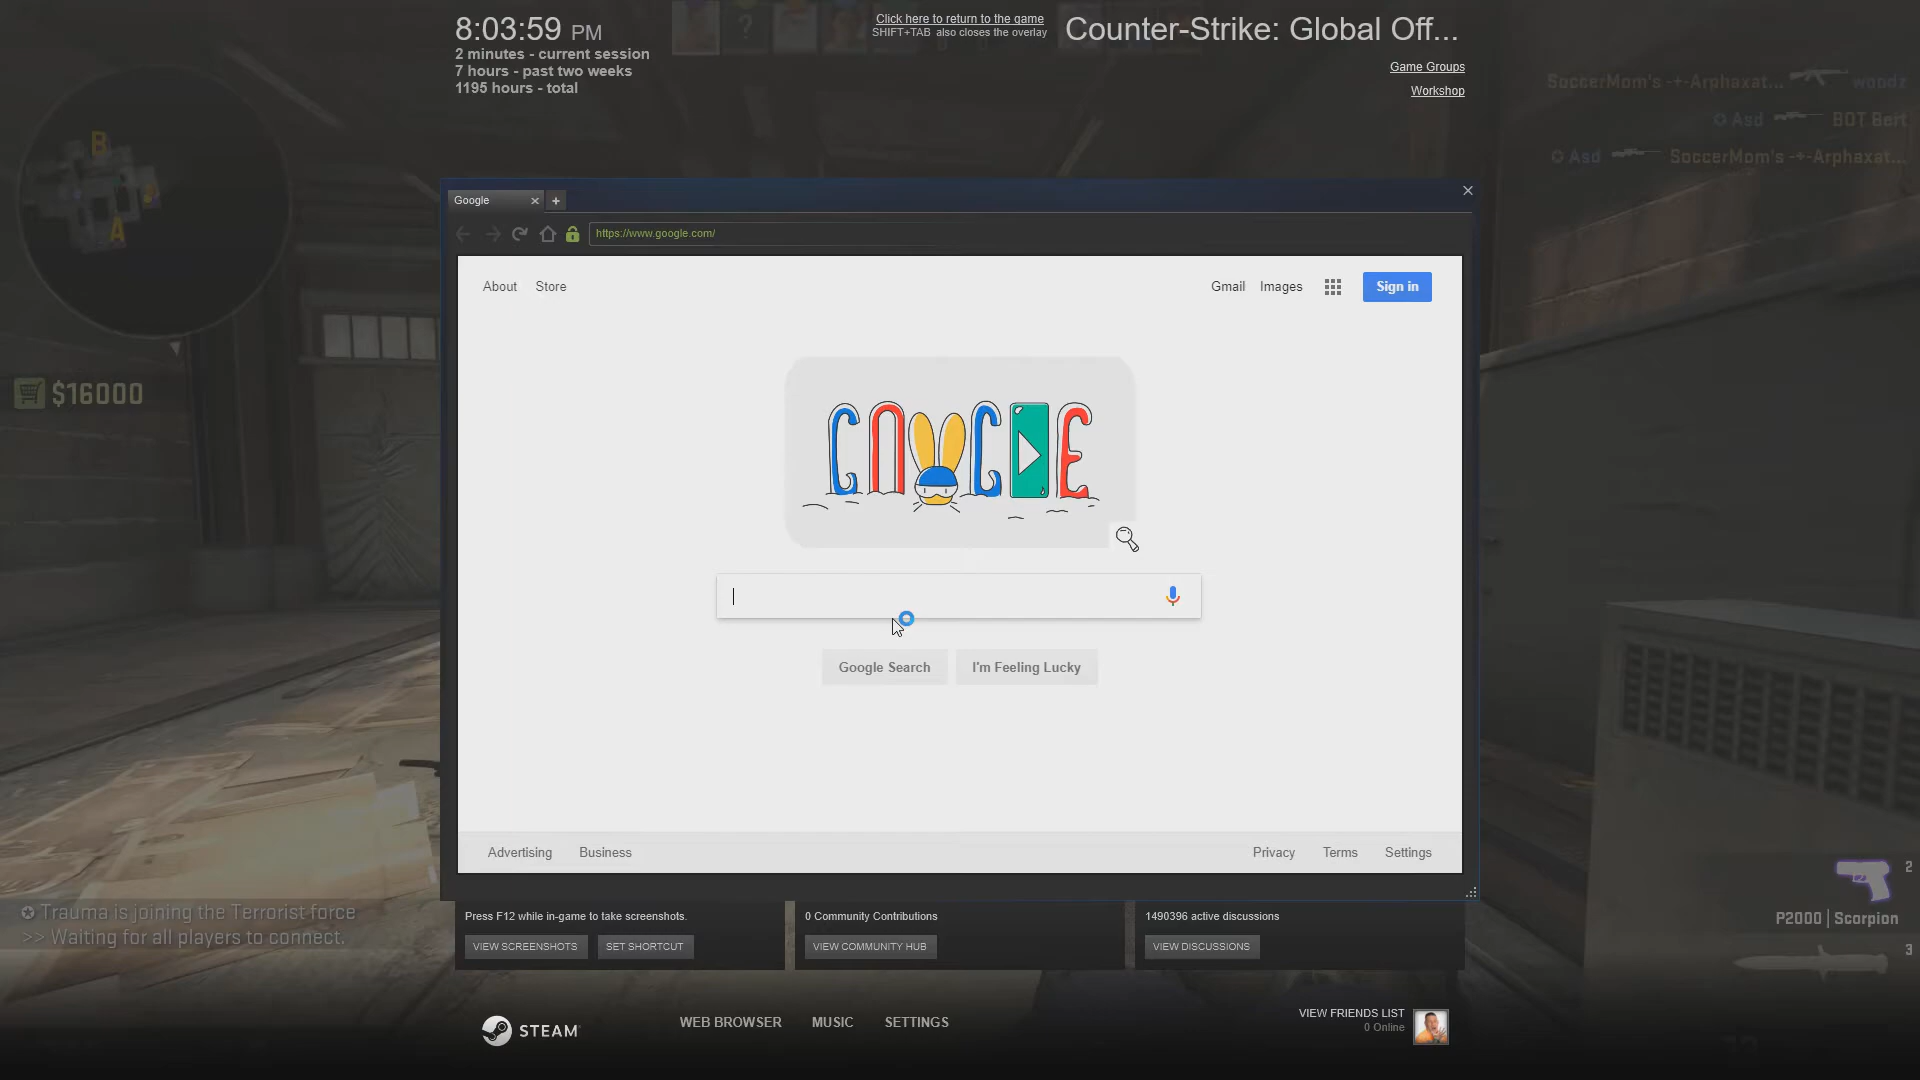 8:03:59 PM
2 minutes - current session
7 hours - past two weeks
1195 hours - total
Click here to return to the game
SHIFT+TAB also closes the overlay
Counter-Strike: Global Off...
Game Groups
Workshop
SoccerMom's -+-Arphaxat... woodz
Asd BOT Bert
Asd SoccerMom's -+-Arphaxat...
B
A
$16000
Google
https://www.google.com/
About Store
Gmail Images Sign in
Google Search I'm Feeling Lucky
Advertising Business
Privacy Terms Settings
Trauma is joining the Terrorist force
>> Waiting for all players to connect.
2
P2000 | Scorpion
3
Press F12 while in-game to take screenshots.
VIEW SCREENSHOTS SET SHORTCUT
0 Community Contributions
VIEW COMMUNITY HUB
1490396 active discussions
VIEW DISCUSSIONS
STEAM
WEB BROWSER MUSIC SETTINGS
VIEW FRIENDS LIST
0 Online